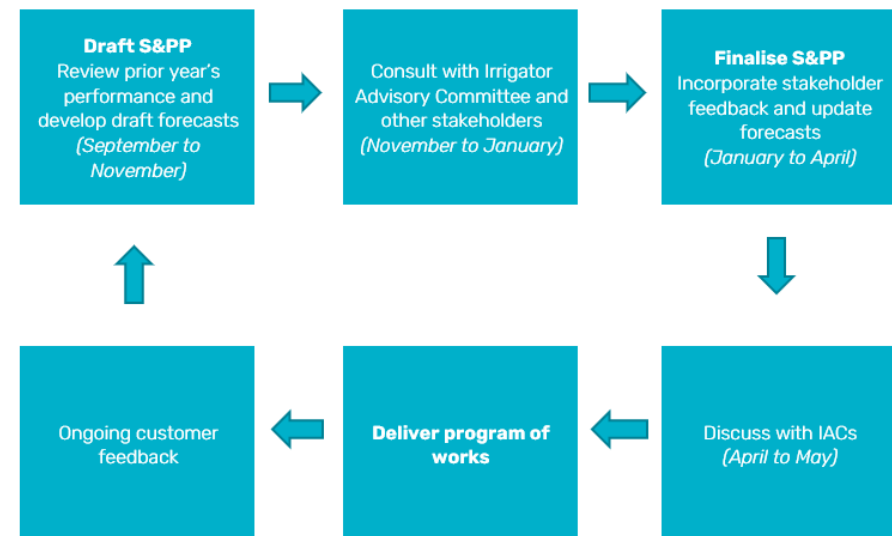 Draft S&PP
Review prior year's
performance and
develop draft forecasts
(September to
November)
Consult with Irrigator
Advisory Committee and
other stakeholders
(November to January)
Finalise S&PP
Incorporate stakeholder
feedback and update
forecasts
(January to April)
Discuss with IACs
(April to May)
Deliver program of
works
Ongoing customer
feedback